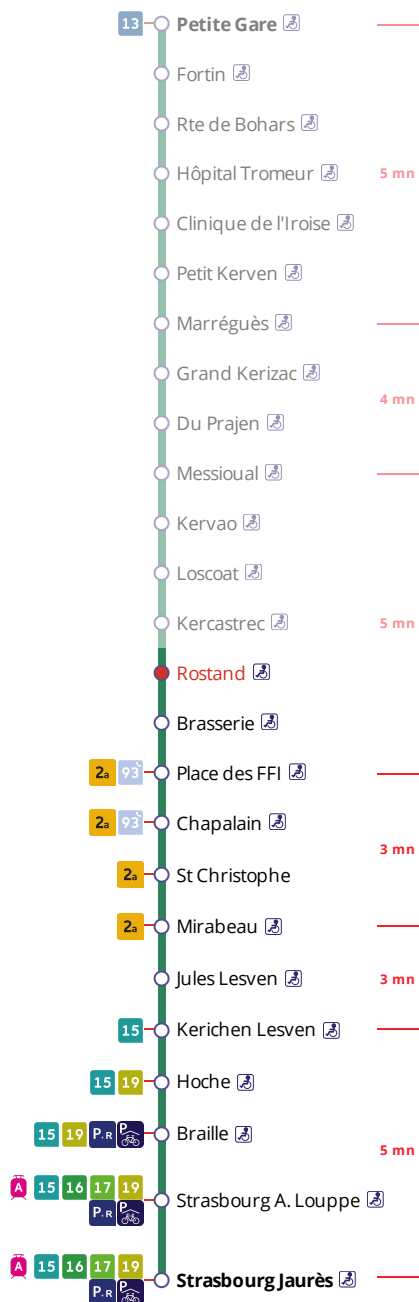 13 Petite Gare
Fortin
Rte de Bohars
Hôpital Tromeur 5 mn
Clinique de l'Iroise
Petit Kerven
Marréguès
Grand Kerizac
4 mn
Du Prajen
Messioual
Kervao
Loscoat
Kercastrec 5 mn
Rostand
Brasserie
2a 93 Place des FFI
2a 93 Chapalain
3 mn
2a St Christophe
2a Mirabeau
Jules Lesven 3 mn
15 Kerichen Lesven
15 19 Hoche
15 19 P+R P Braille
5 mn
A 15 16 17 19
Strasbourg A. Louppe
P+R P
A 15 16 17 19
Strasbourg Jaurès
P+R P